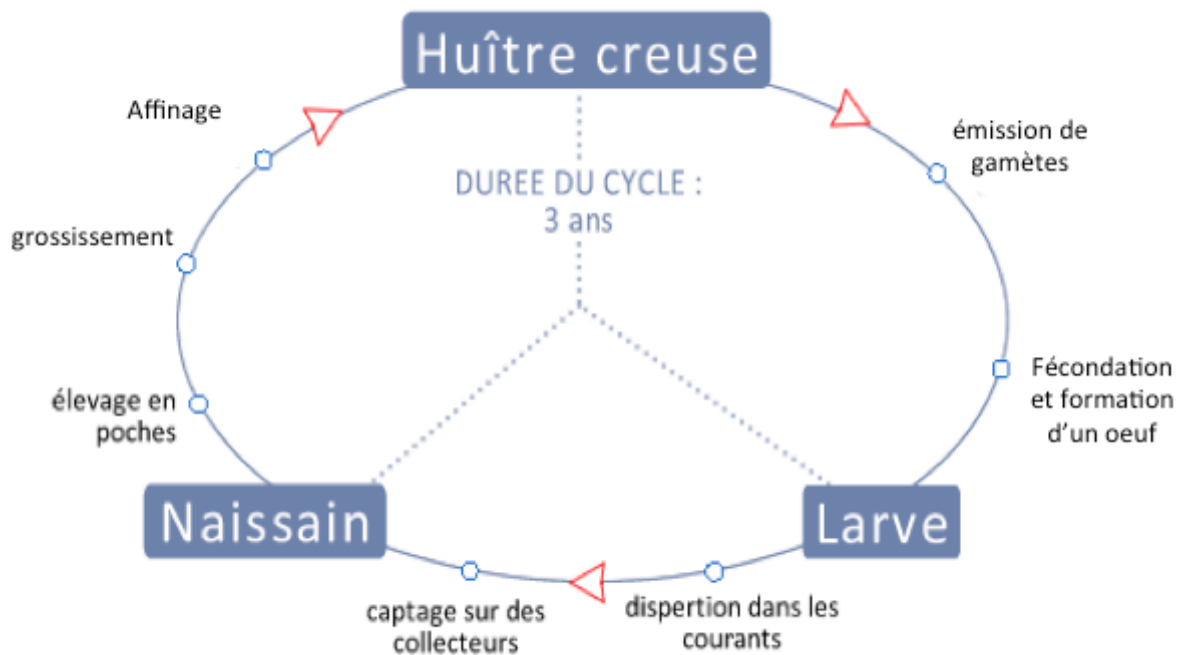 Huître creuse
Affinage
émission de
gamètes
DUREE DU CYCLE :
3 ans
grossissement
Fécondation
et formation
d'un oeuf
élevage en
poches
Naissain
Larve
captage sur des
collecteurs
dispertion dans les
courants